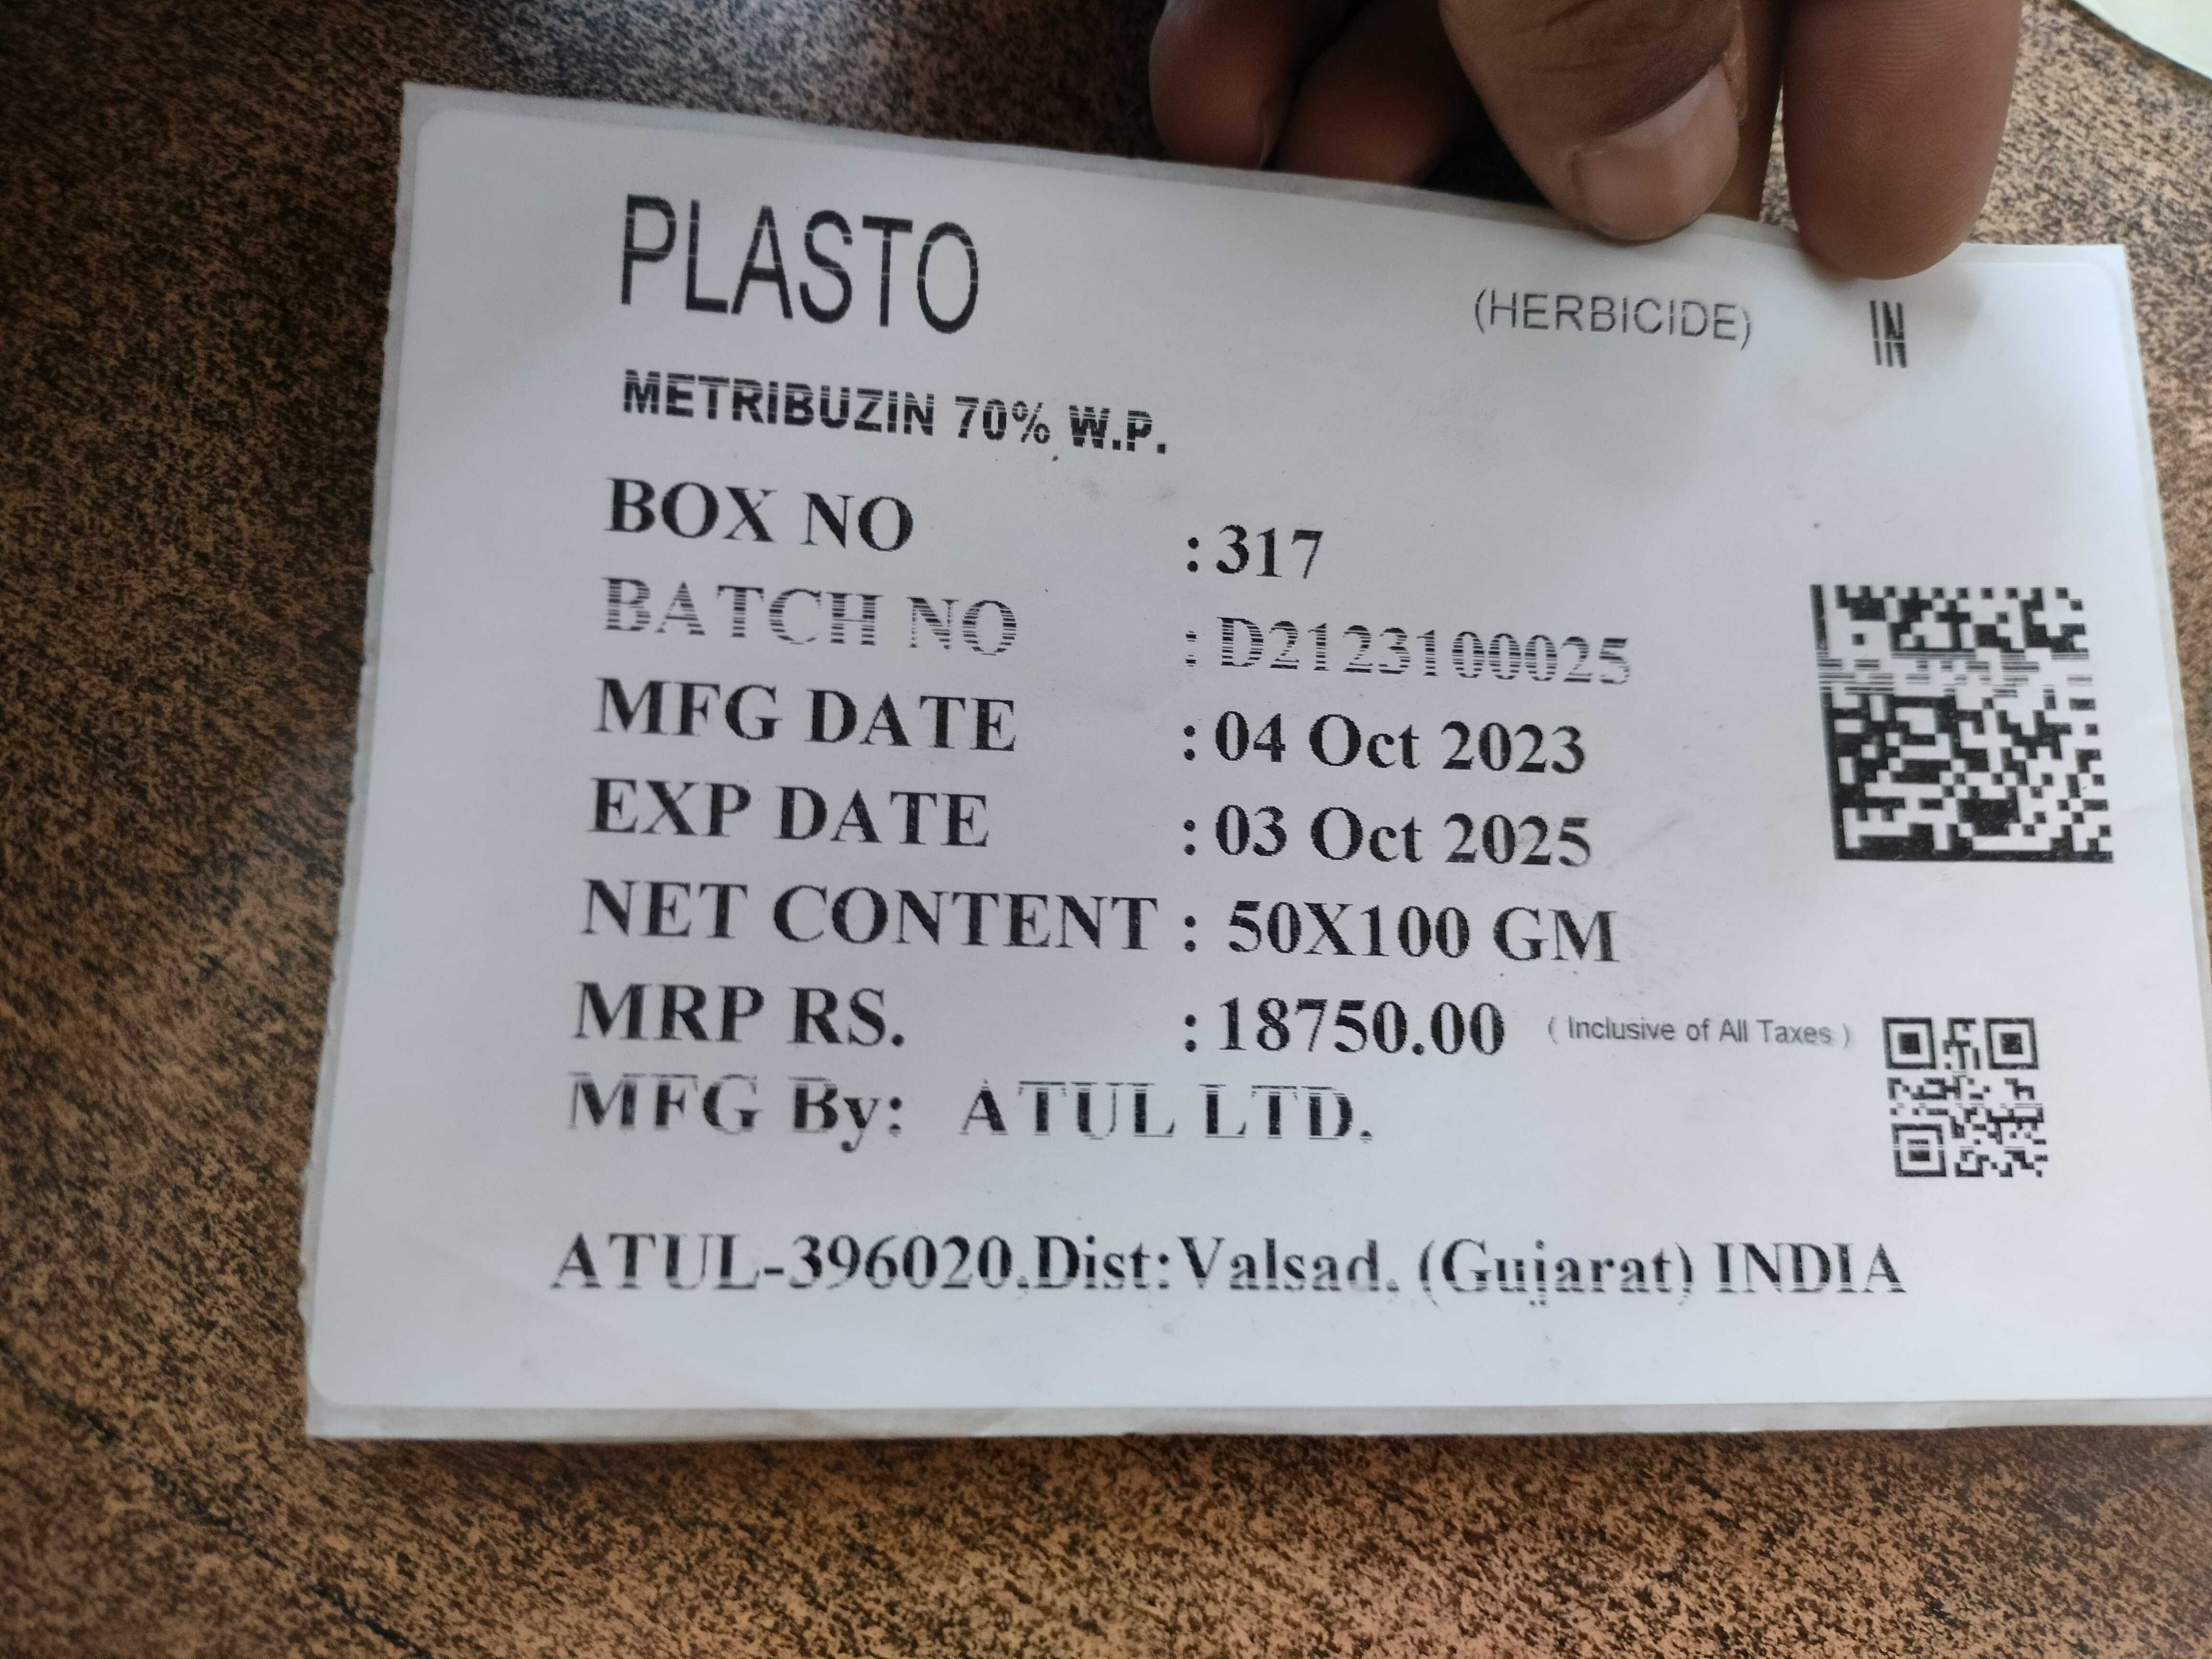 PLASTO (HERBICIDE) IN
METRIBUZIN 70% W.P.
BOX NO : 317
BATCH NO : D2123100025
MFG DATE : 04 Oct 2023
EXP DATE : 03 Oct 2025
NET CONTENT : 50X100 GM
MRP RS. : 18750.00 ( Inclusive of All Taxes )
MFG By: ATUL LTD.
ATUL-396020,Dist:Valsad. (Gujarat) INDIA